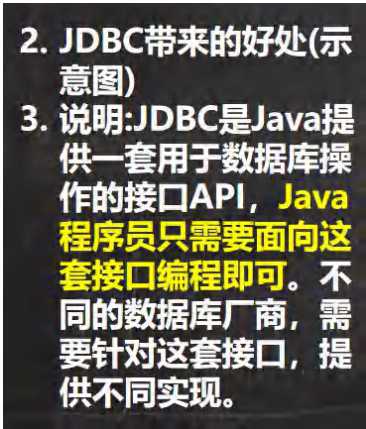 2. JDBC带来的好处(示
意图)
3. 说明:JDBC是Java提
供一套用于数据库操
作的接口API，Java
程序员只需要面向这
套接口编程即可。不
同的数据库厂商，需
要针对这套接口，提
供不同实现。